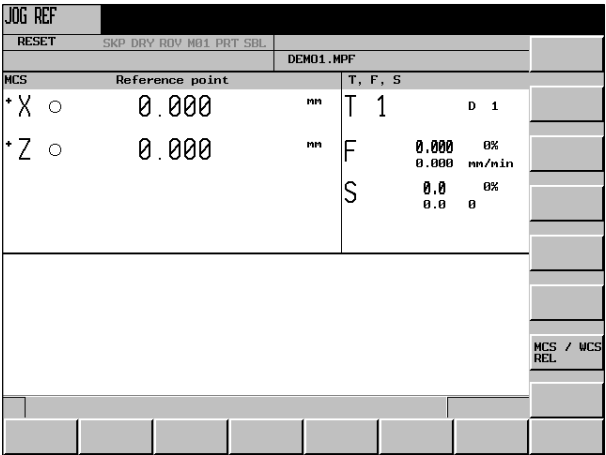 JOG REF
RESET SKP DRY ROV M01 PRT SBL
DEMO1.MPF
MCS Reference point T, F, S
+X 0.000 mm T 1 D 1
+Z 0.000 mm F 0.000 0%
0.000 mm/min
S 0.0 0%
0.0 0
MCS / WCS
REL